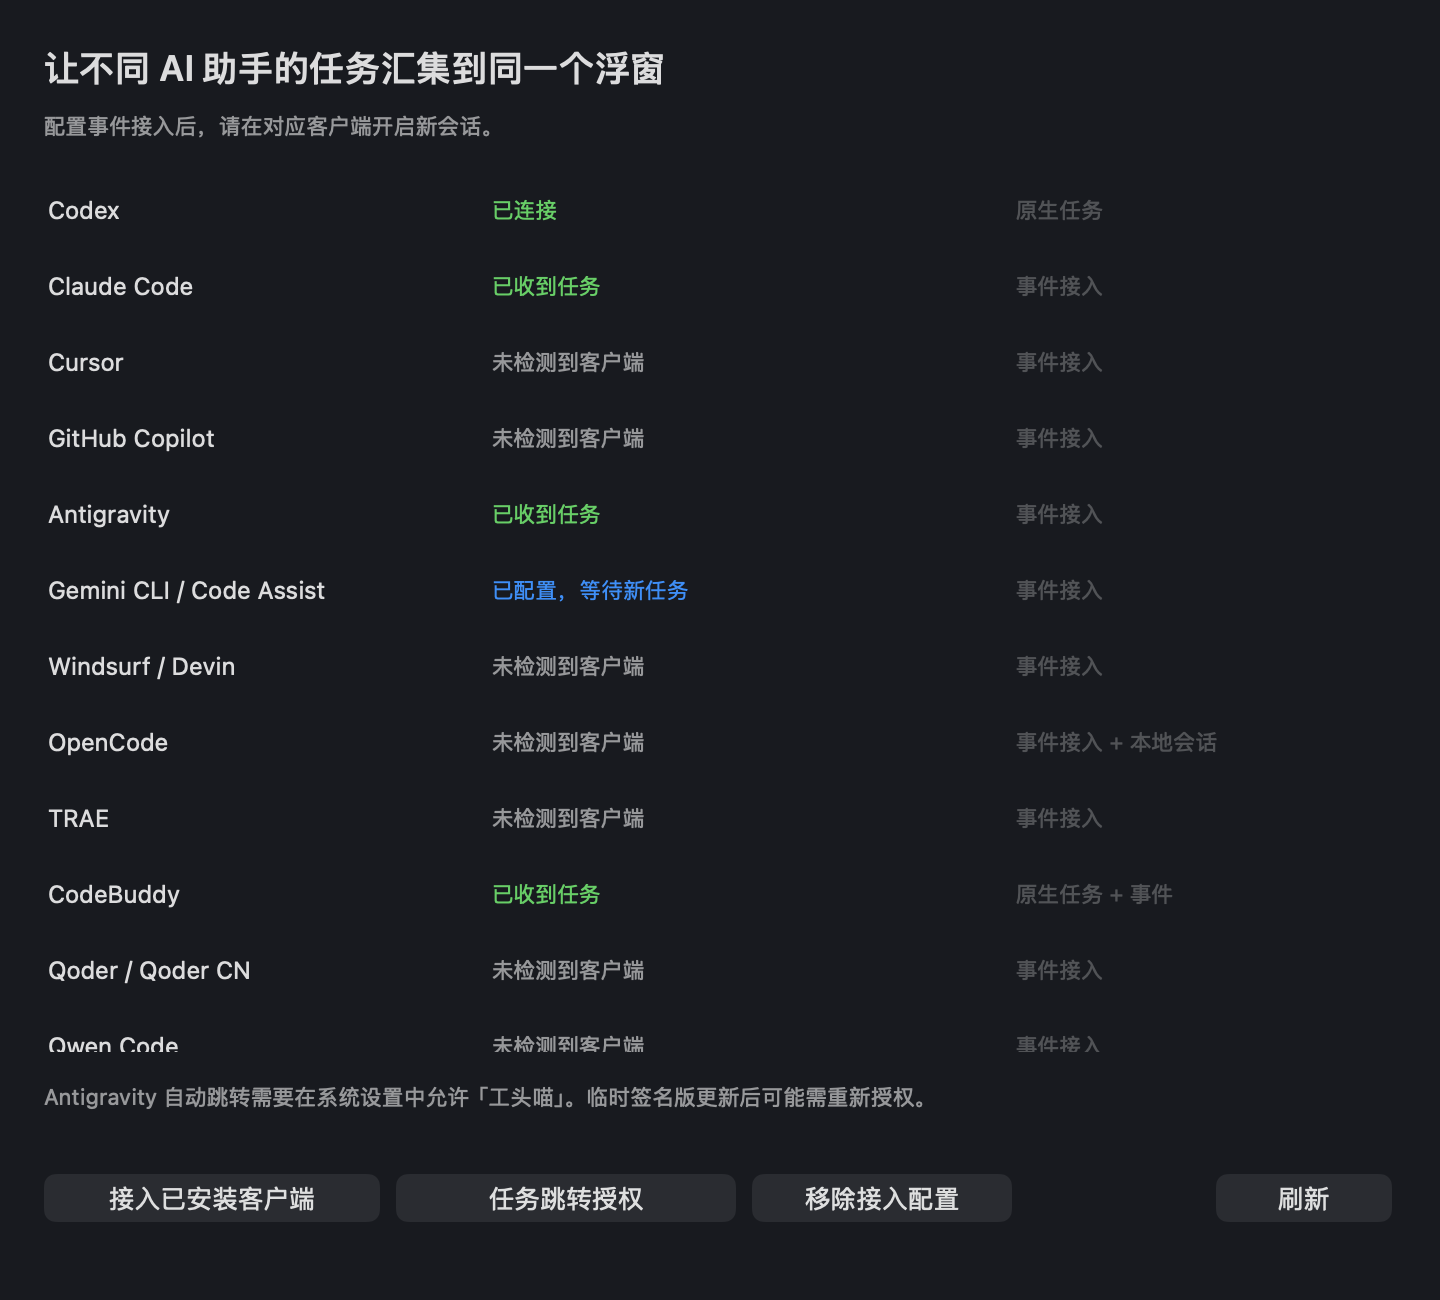 让不同 AI 助手的任务汇集到同一个浮窗
配置事件接入后，请在对应客户端开启新会话。
Codex 已连接 原生任务
Claude Code 已收到任务 事件接入
Cursor 未检测到客户端 事件接入
GitHub Copilot 未检测到客户端 事件接入
Antigravity 已收到任务 事件接入
Gemini CLI / Code Assist 已配置，等待新任务 事件接入
Windsurf / Devin 未检测到客户端 事件接入
OpenCode 未检测到客户端 事件接入 + 本地会话
TRAE 未检测到客户端 事件接入
CodeBuddy 已收到任务 原生任务 + 事件
Qoder / Qoder CN 未检测到客户端 事件接入
Qwen Code 未检测到客户端 事件接入
Antigravity 自动跳转需要在系统设置中允许「工头喵」。临时签名版更新后可能需重新授权。
接入已安装客户端 任务跳转授权 移除接入配置 刷新